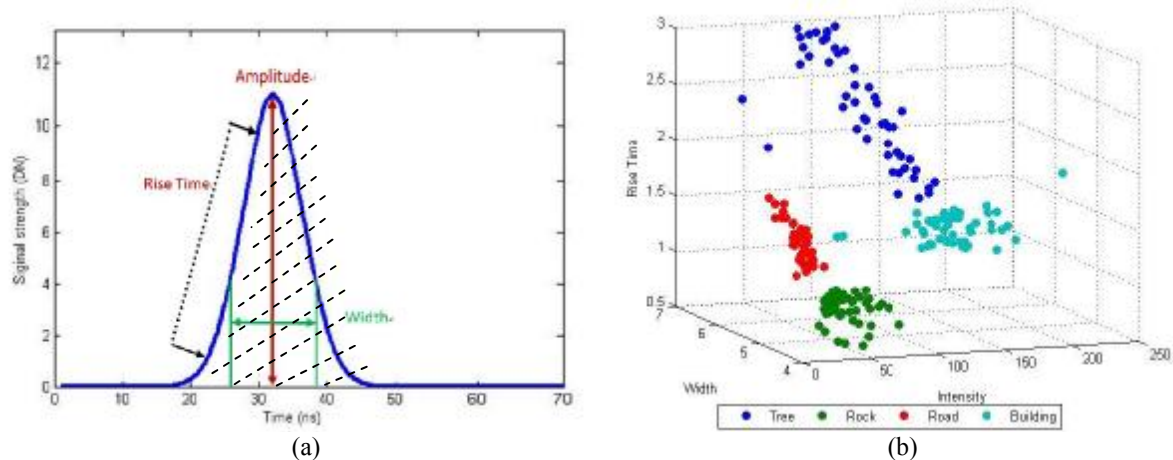 12
10
8
6
4
2
0
Siginal strength (DN)
Amplitude
Rise Time
Width
0 10 20 30 40 50 60 70
Time (ns)
(a)
3
2.5
2
1.5
1
0.5
Rise Time
7
6
5
4
Width
0
50
100
150
200
250
Intensity
Tree Rock Road Building
(b)